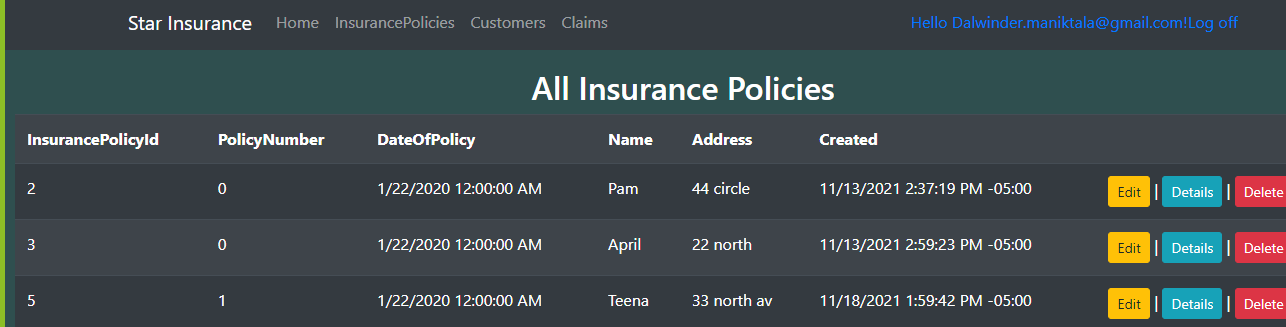 Star Insurance Home InsurancePolicies Customers Claims Hello Dalwinder.maniktala@gmail.com!Log off
All Insurance Policies
InsurancePolicyId PolicyNumber DateOfPolicy Name Address Created
2 0 1/22/2020 12:00:00 AM Pam 44 circle 11/13/2021 2:37:19 PM -05:00 Edit | Details | Delete
3 0 1/22/2020 12:00:00 AM April 22 north 11/13/2021 2:59:23 PM -05:00 Edit | Details | Delete
5 1 1/22/2020 12:00:00 AM Teena 33 north av 11/18/2021 1:59:42 PM -05:00 Edit | Details | Delete